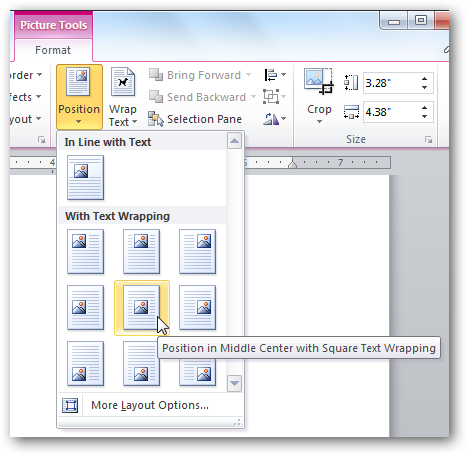 Picture Tools
Format
order
Position
Wrap
Text
Bring Forward
Send Backward
Selection Pane
Crop
3.28"
4.38"
fects
yout
Size
4
6
7
In Line with Text
With Text Wrapping
Position in Middle Center with Square Text Wrapping
More Layout Options...